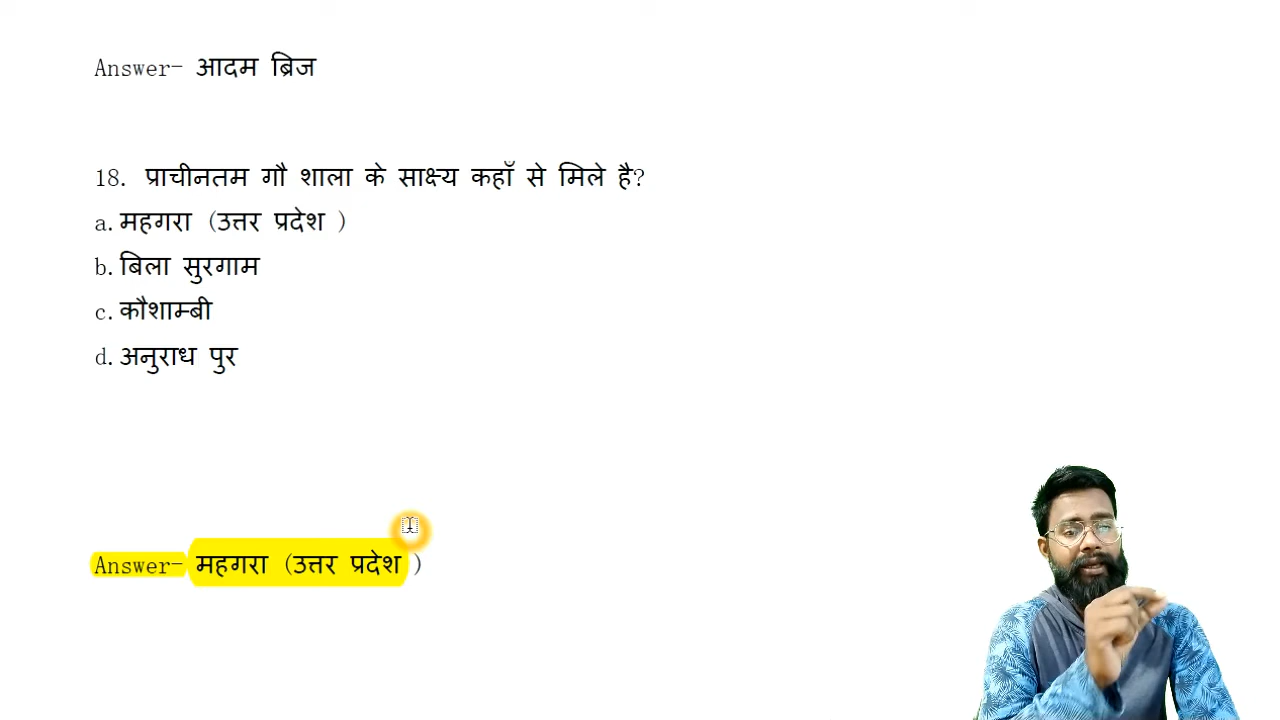 Answer- आदम ब्रिज
18. प्राचीनतम गौ शाला के साक्ष्य कहाँ से मिले है?
a. महगरा (उत्तर प्रदेश )
b. बिला सुरगाम
c. कौशाम्बी
d. अनुराध पुर
Answer- महगरा (उत्तर प्रदेश )